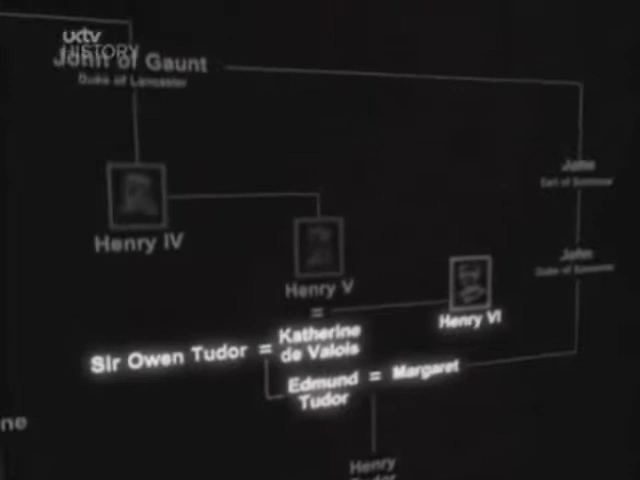 uktv
HISTORY
John of Gaunt
Duke of Lancaster
John
Earl of Somerset
Henry IV
John
Duke of Somerset
Henry V
=
Henry VI
Sir Owen Tudor = Katherine
de Valois
Edmund
Tudor
= Margaret
ne
Henry
Tudor